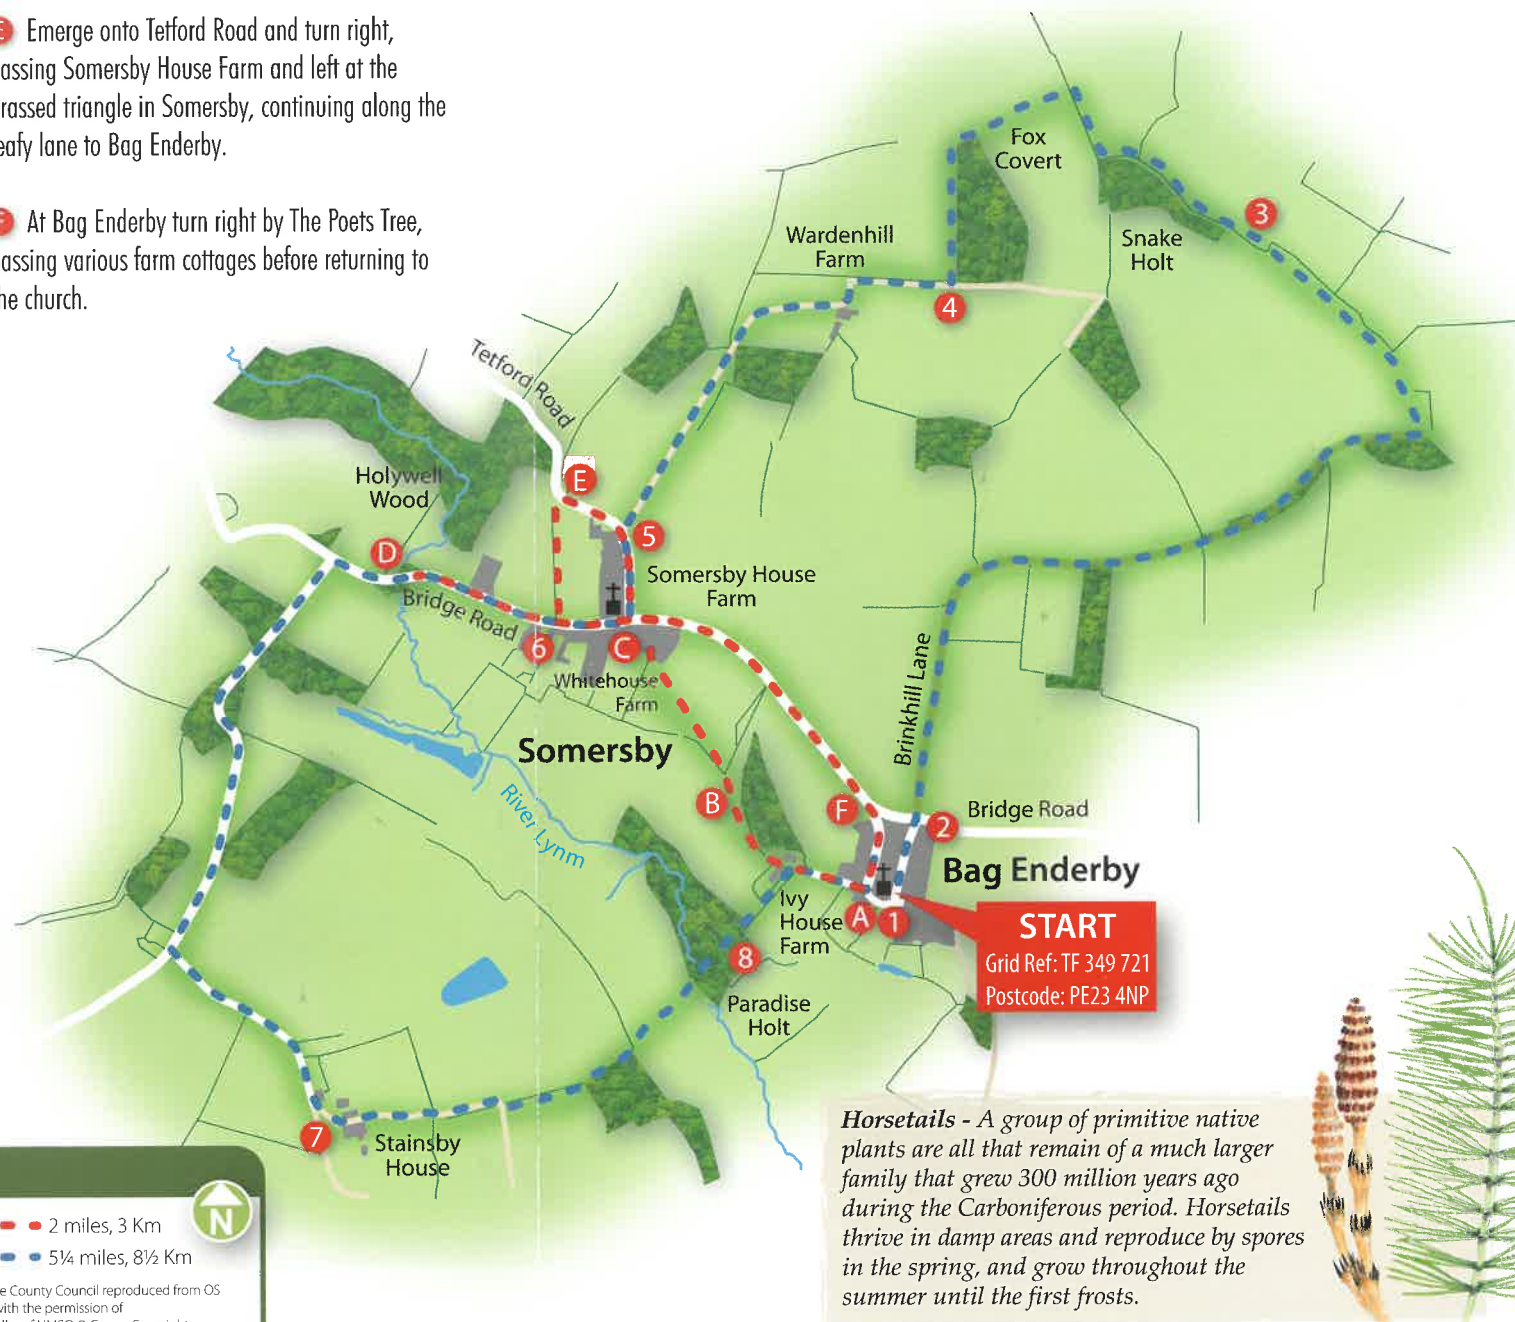 E Emerge onto Tetford Road and turn right,
assing Somersby House Farm and left at the
rassed triangle in Somersby, continuing along the
eafy lane to Bag Enderby.
F At Bag Enderby turn right by The Poets Tree,
assing various farm cottages before returning to
he church.
Fox
Covert
3
Snake
Holt
Wardenhill
Farm
4
Tetford Road
Holywell
Wood
E
5
D
Somersby House
Farm
Bridge Road
6
C
Whitehouse
Farm
Brinkhill Lane
Somersby
River Lynm
B
F
2
Bridge Road
Bag Enderby
Ivy
House
Farm
A
1
START
Grid Ref: TF 349 721
Postcode: PE23 4NP
8
Paradise
Holt
7
Stainsby
House
N
2 miles, 3 Km
5¼ miles, 8½ Km
e County Council reproduced from OS
with the permission of
Horsetails - A group of primitive native
plants are all that remain of a much larger
family that grew 300 million years ago
during the Carboniferous period. Horsetails
thrive in damp areas and reproduce by spores
in the spring, and grow throughout the
summer until the first frosts.